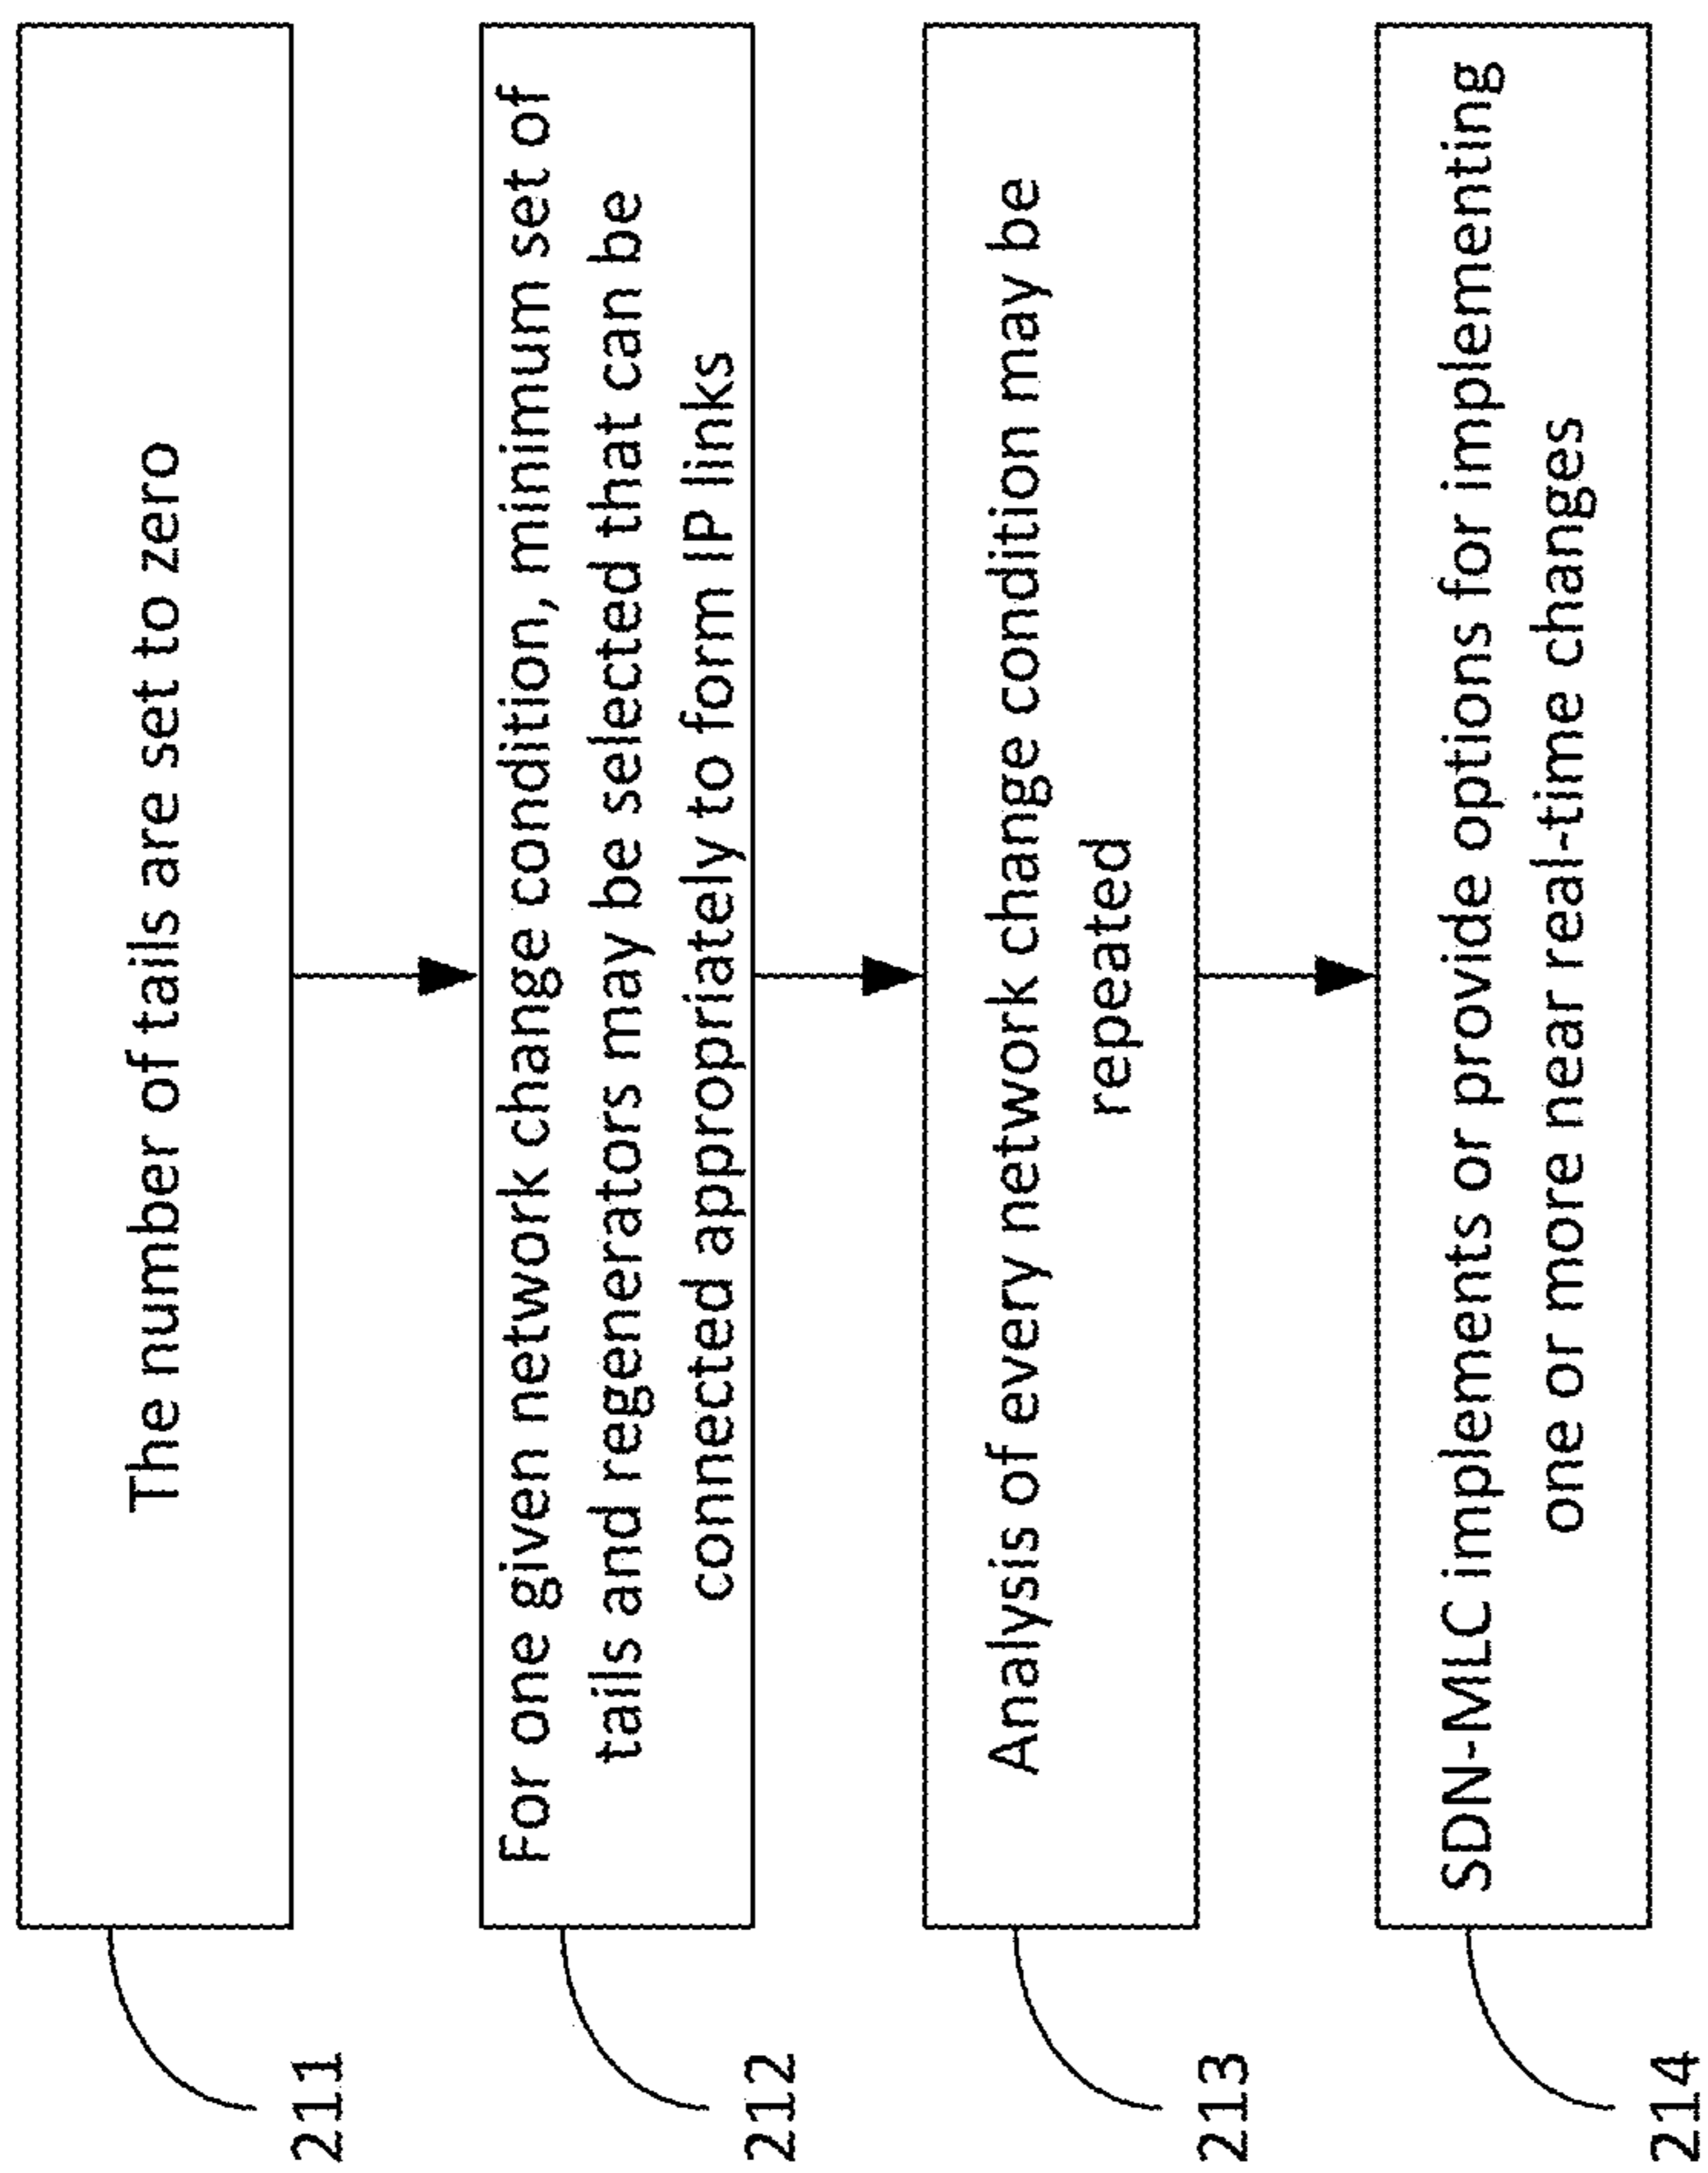 The number of tails are set to zero
211
For one given network change condition, minimum set of
tails and regenerators may be selected that can be
connected appropriately to form IP links
212
Analysis of every network change condition may be
repeated
213
SDN-MLC implements or provide options for implementing
one or more near real-time changes
214